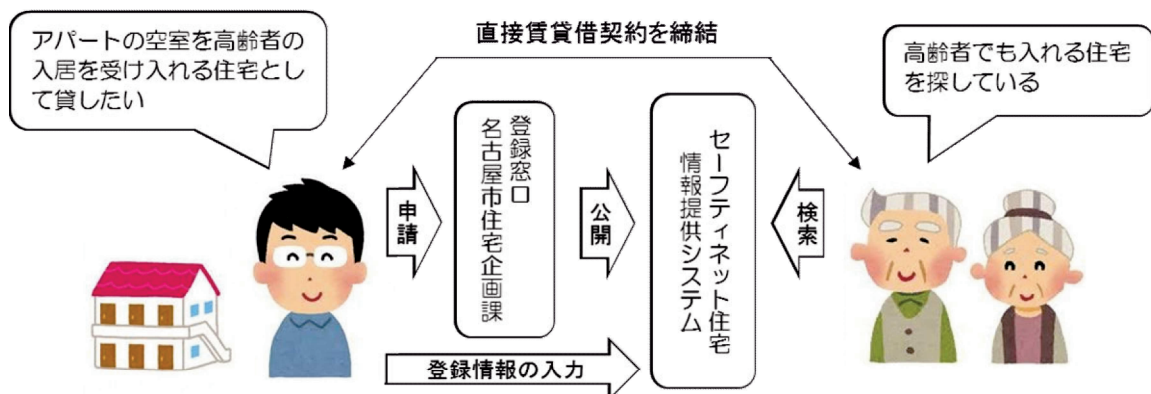 アパートの空室を高齢者の
入居を受け入れる住宅とし
て貸したい
直接賃貸借契約を締結
高齢者でも入れる住宅
を探している
申請
登録窓口
名古屋市住宅企画課
公開
セーフティネット住宅
情報提供システム
検索
登録情報の入力